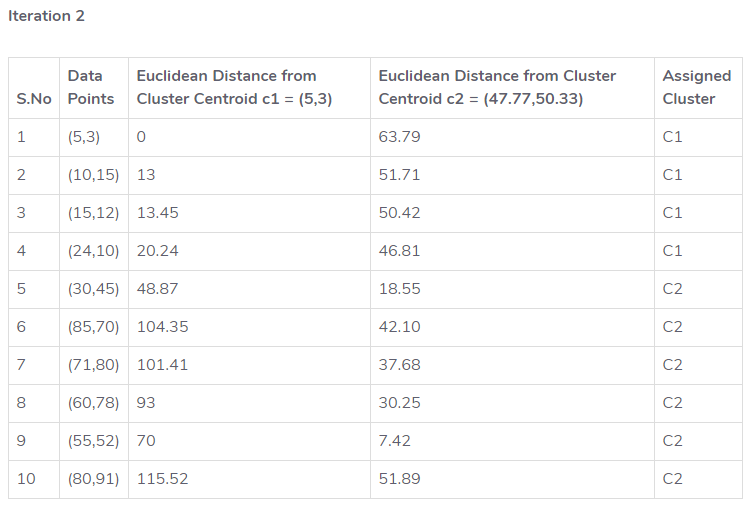 Iteration 2
S.No Data Points Euclidean Distance from Cluster Centroid c1 = (5,3) Euclidean Distance from Cluster Centroid c2 = (47.77,50.33) Assigned Cluster
1 (5,3) 0 63.79 C1
2 (10,15) 13 51.71 C1
3 (15,12) 13.45 50.42 C1
4 (24,10) 20.24 46.81 C1
5 (30,45) 48.87 18.55 C2
6 (85,70) 104.35 42.10 C2
7 (71,80) 101.41 37.68 C2
8 (60,78) 93 30.25 C2
9 (55,52) 70 7.42 C2
10 (80,91) 115.52 51.89 C2